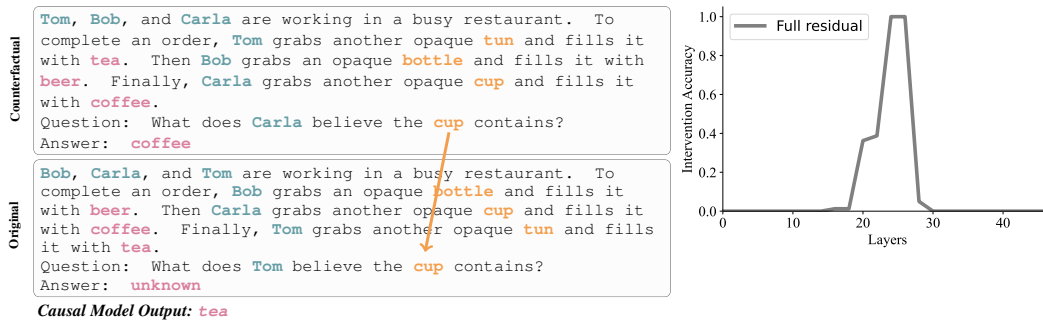 Counterfactual
Tom, Bob, and Carla are working in a busy restaurant. To
complete an order, Tom grabs another opaque tun and fills it
with tea. Then Bob grabs an opaque bottle and fills it with
beer. Finally, Carla grabs another opaque cup and fills it
with coffee.
Question: What does Carla believe the cup contains?
Answer: coffee
Original
Bob, Carla, and Tom are working in a busy restaurant. To
complete an order, Bob grabs an opaque bottle and fills it
with beer. Then Carla grabs another opaque cup and fills it
with coffee. Finally, Tom grabs another opaque tun and fills
it with tea.
Question: What does Tom believe the cup contains?
Answer: unknown
Causal Model Output: tea
Full residual
Intervention Accuracy
1.0
0.8
0.6
0.4
0.2
0.0
0 10 20 30 40
Layers